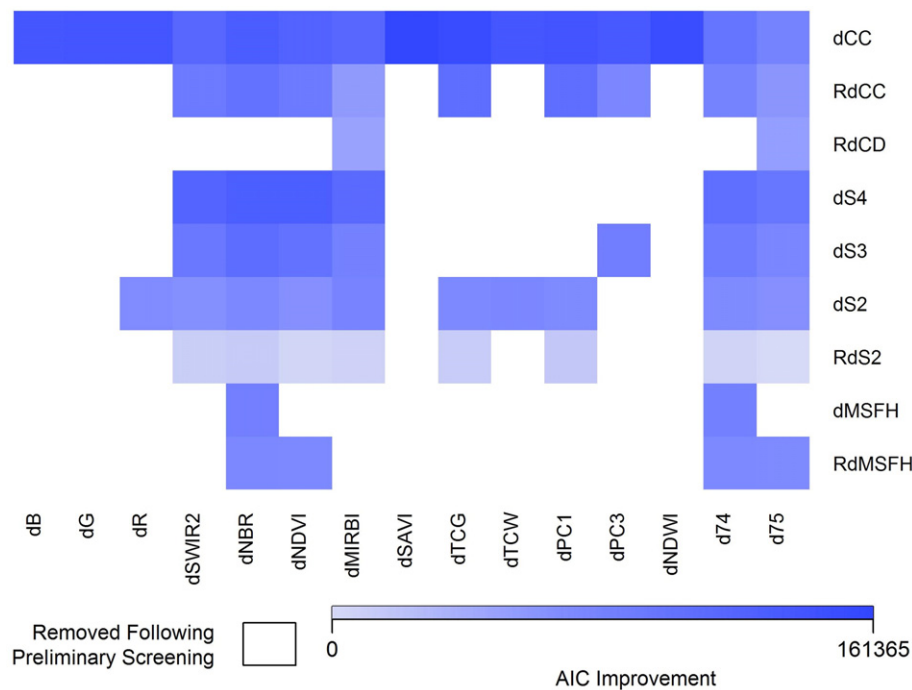 dCC
RdCC
RdCD
dS4
dS3
dS2
RdS2
dMSFH
RdMSFH
dB
dG
dR
dSWIR2
dNBR
dNDVI
dMIRBI
dSAVI
dTCG
dTCW
dPC1
dPC3
dNDWI
d74
d75
Removed Following
Preliminary Screening
0
161365
AIC Improvement